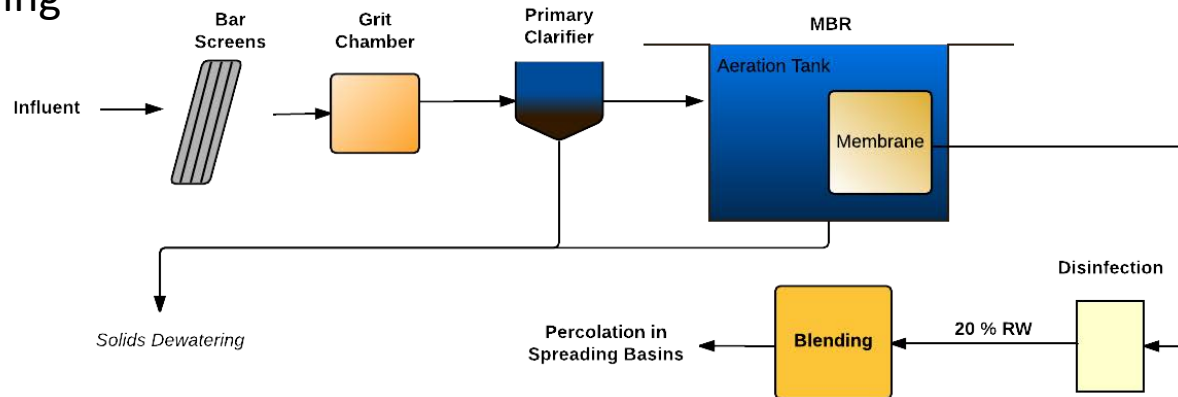 Bar
Screens
Grit
Chamber
Primary
Clarifier
MBR
Influent
Aeration Tank
Membrane
Solids Dewatering
Percolation in
Spreading Basins
Blending
20 % RW
Disinfection